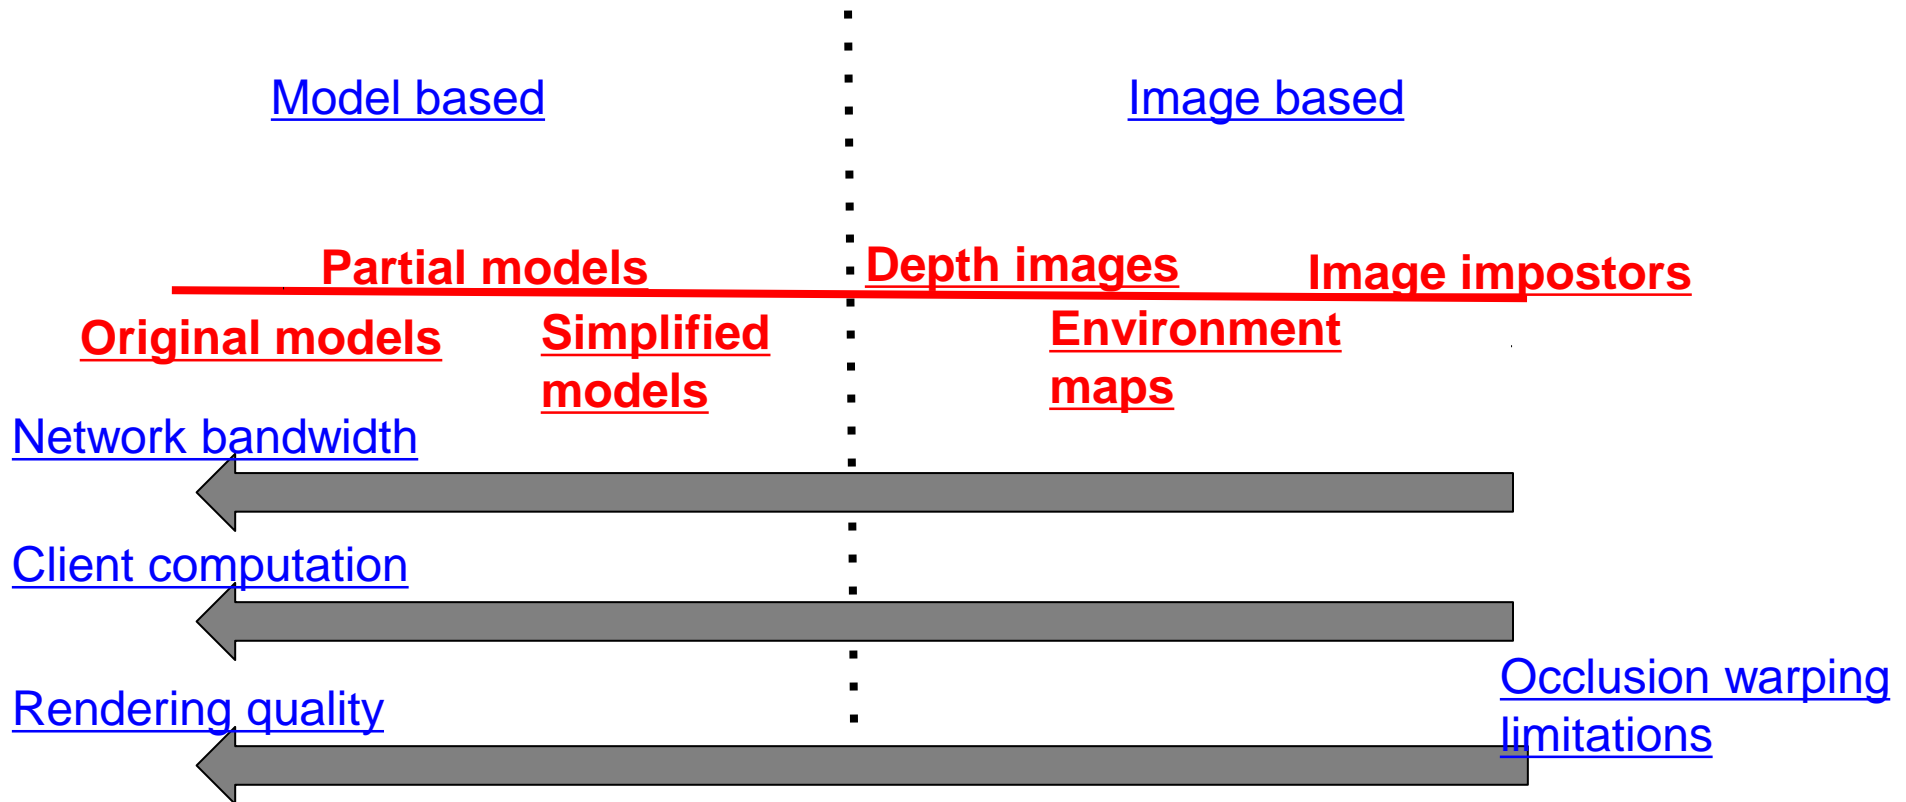 Model based
Image based
Partial models
Depth images
Image impostors
Original models
Simplified
models
Environment
maps
Network bandwidth
Client computation
Rendering quality
Occlusion warping
limitations